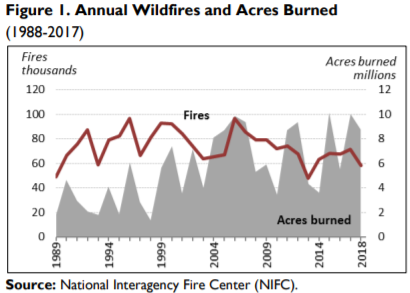 Figure 1. Annual Wildfires and Acres Burned
(1988-2017)
Fires
thousands
Acres burned
millions
120
100
80
60
40
20
0
12
10
8
6
4
2
0
Fires
Acres burned
1989
1994
1999
2004
2009
2014
2018
Source: National Interagency Fire Center (NIFC).